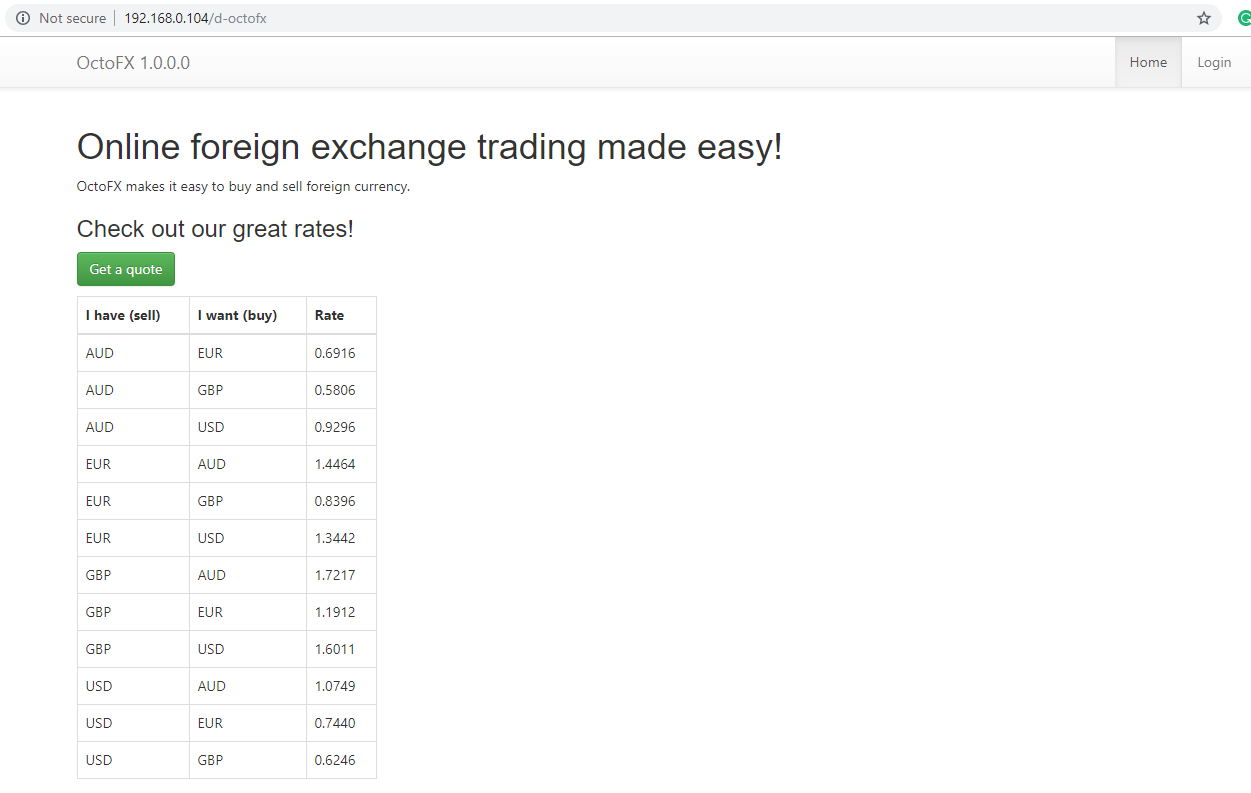 Not secure | 192.168.0.104/d-octofx
OctoFX 1.0.0.0 Home Login
Online foreign exchange trading made easy!
OctoFX makes it easy to buy and sell foreign currency.
Check out our great rates!
Get a quote
I have (sell) I want (buy) Rate
AUD EUR 0.6916
AUD GBP 0.5806
AUD USD 0.9296
EUR AUD 1.4464
EUR GBP 0.8396
EUR USD 1.3442
GBP AUD 1.7217
GBP EUR 1.1912
GBP USD 1.6011
USD AUD 1.0749
USD EUR 0.7440
USD GBP 0.6246